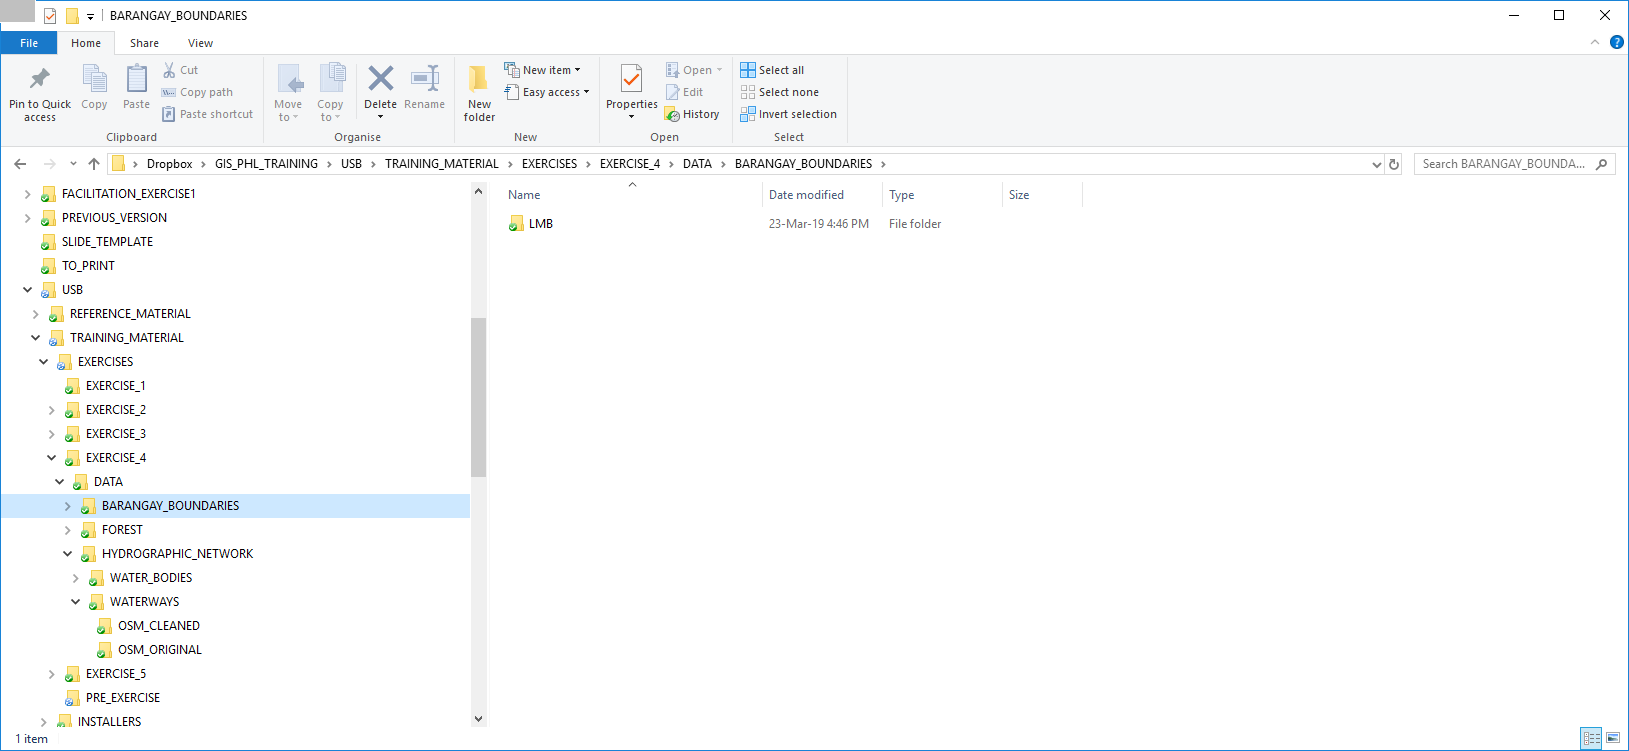 BARANGAY_BOUNDARIES
File Home Share View
Pin to Quick access
Copy
Paste
Cut
Copy path
Paste shortcut
Clipboard
Move to
Copy to
Delete
Rename
Organise
New folder
New item
Easy access
New
Properties
Open
Edit
History
Open
Select all
Select none
Invert selection
Select
Dropbox > GIS_PHL_TRAINING > USB > TRAINING_MATERIAL > EXERCISES > EXERCISE_4 > DATA > BARANGAY_BOUNDARIES >
Search BARANGAY_BOUNDA...
FACILITATION_EXERCISE1
PREVIOUS_VERSION
SLIDE_TEMPLATE
TO_PRINT
USB
REFERENCE_MATERIAL
TRAINING_MATERIAL
EXERCISES
EXERCISE_1
EXERCISE_2
EXERCISE_3
EXERCISE_4
DATA
BARANGAY_BOUNDARIES
FOREST
HYDROGRAPHIC_NETWORK
WATER_BODIES
WATERWAYS
OSM_CLEANED
OSM_ORIGINAL
EXERCISE_5
PRE_EXERCISE
INSTALLERS
Name Date modified Type Size
LMB 23-Mar-19 4:46 PM File folder
1 item